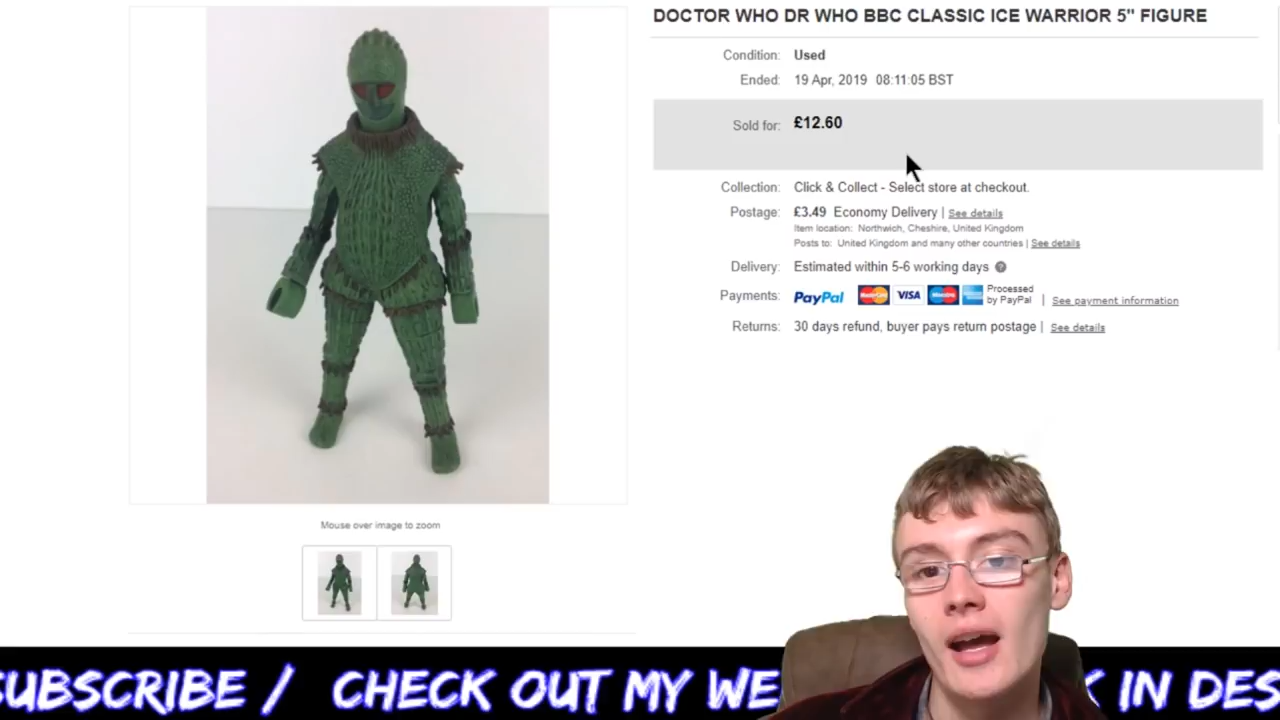 DOCTOR WHO DR WHO BBC CLASSIC ICE WARRIOR 5" FIGURE
Condition: Used
Ended: 19 Apr, 2019 08:11:05 BST
Sold for: £12.60
Collection: Click & Collect - Select store at checkout.
Postage: £3.49 Economy Delivery | See details
Item location: Northwich, Cheshire, United Kingdom
Posts to: United Kingdom and many other countries | See details
Delivery: Estimated within 5-6 working days
Payments: PayPal MasterCard VISA Maestro Processed
by PayPal | See payment information
Returns: 30 days refund, buyer pays return postage | See details
Mouse over image to zoom
SUBSCRIBE / CHECK OUT MY WE K IN DES